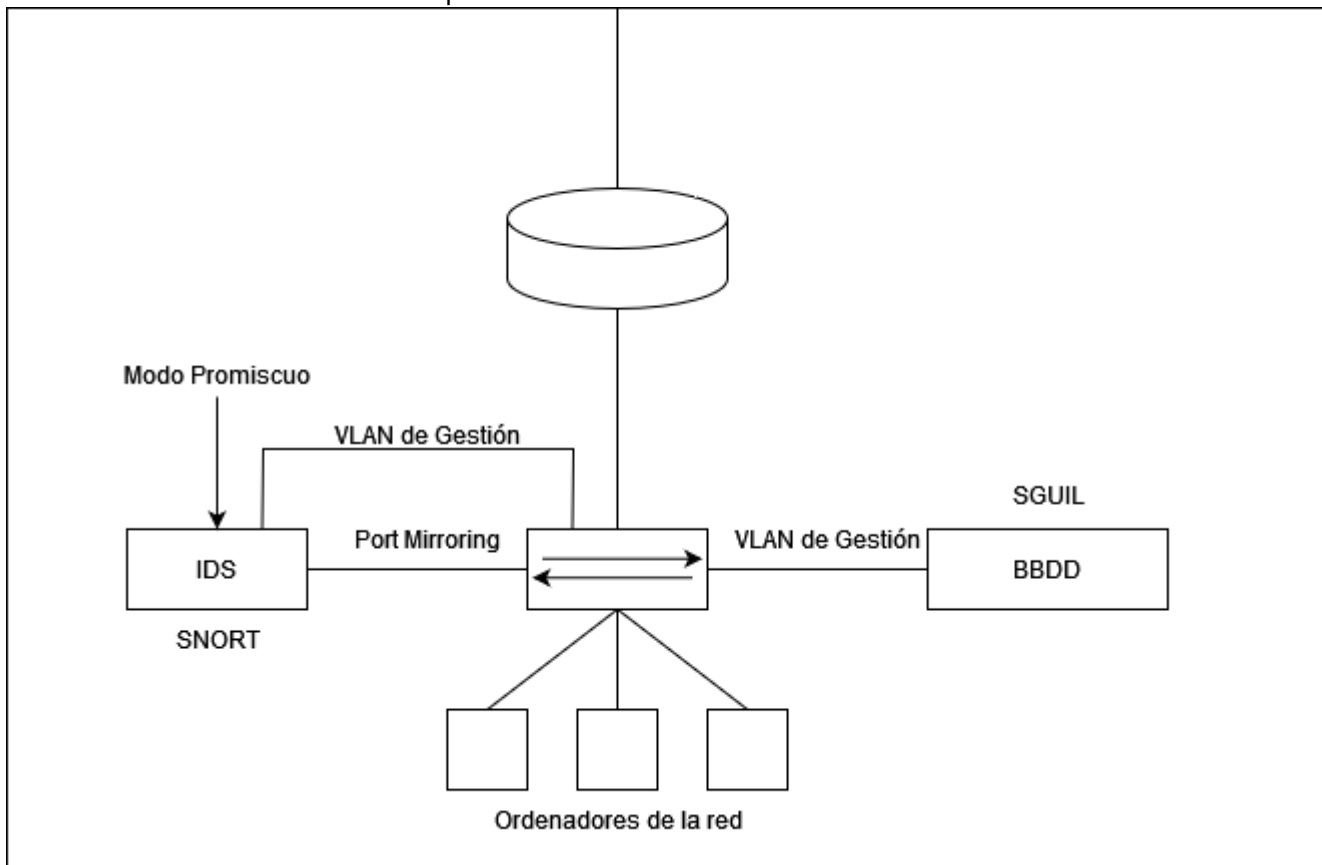 Modo Promiscuo
VLAN de Gestión
SGUIL
Port Mirroring
VLAN de Gestión
IDS
BBDD
SNORT
Ordenadores de la red